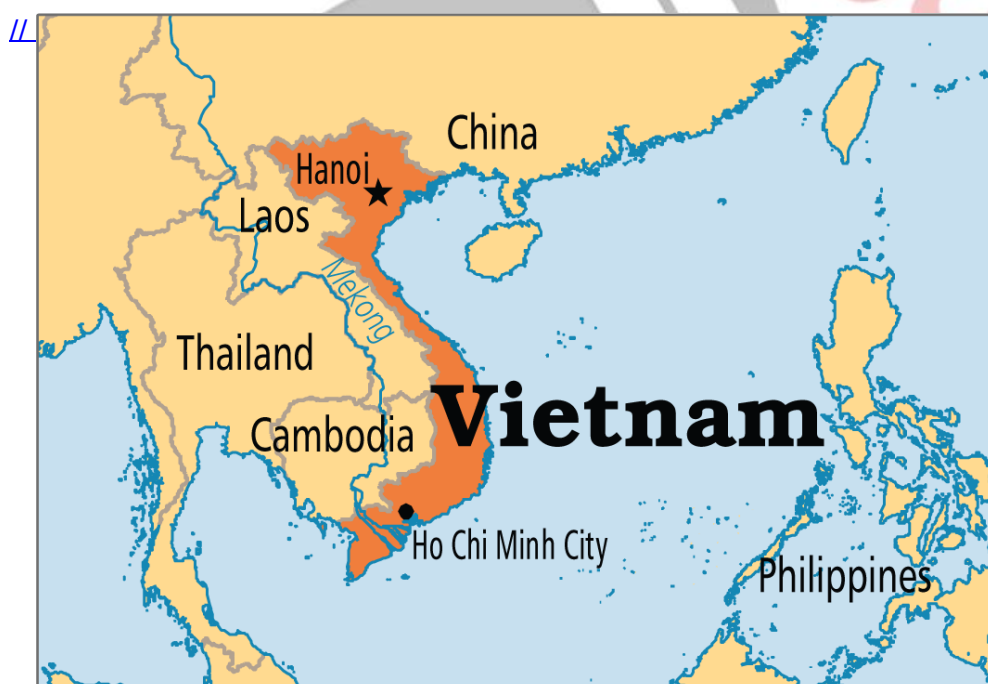 //
China
Hanoi
Laos
Mekong
Thailand
Vietnam
Cambodia
Ho Chi Minh City
Philippines